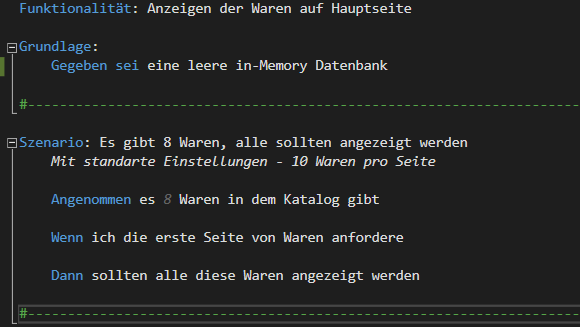 Funktionalität: Anzeigen der Waren auf Hauptseite
Grundlage:
Gegeben sei eine leere in-Memory Datenbank
#----------------------------------------------------------------------
Szenario: Es gibt 8 Waren, alle sollten angezeigt werden
Mit standarte Einstellungen - 10 Waren pro Seite
Angenommen es 8 Waren in dem Katalog gibt
Wenn ich die erste Seite von Waren anfordere
Dann sollten alle diese Waren angezeigt werden
#----------------------------------------------------------------------